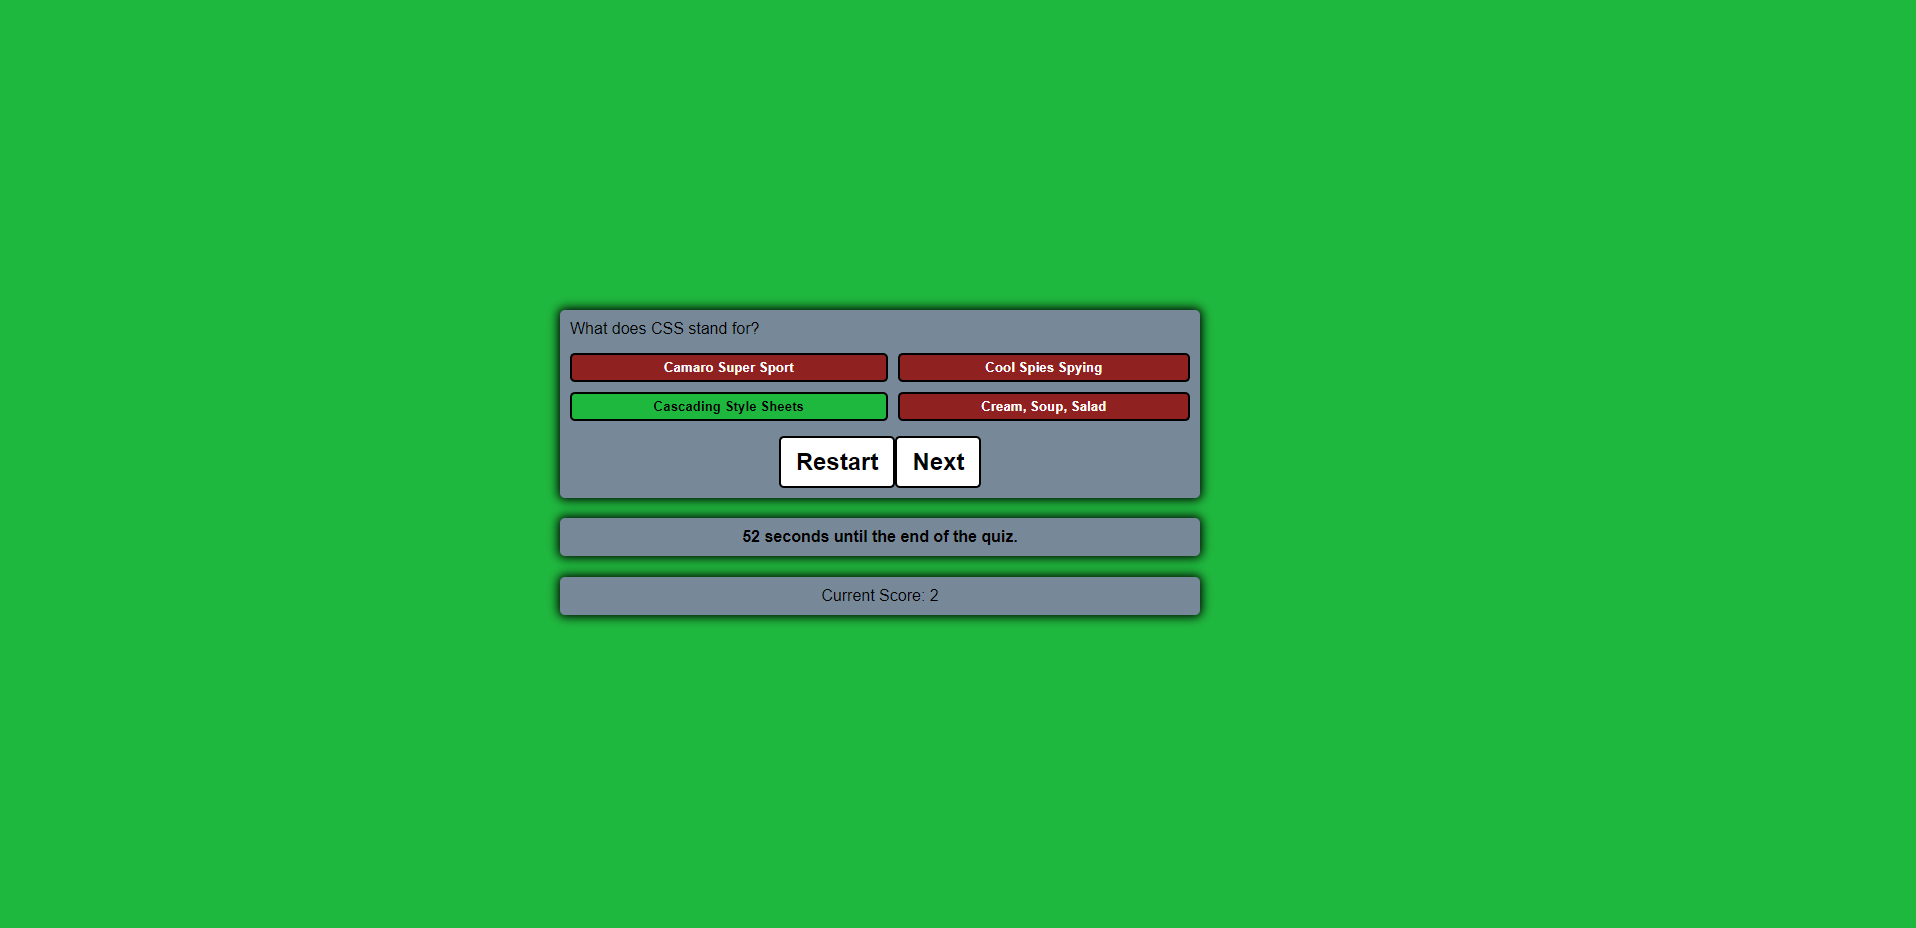 What does CSS stand for?
Camaro Super Sport
Cool Spies Spying
Cascading Style Sheets
Cream, Soup, Salad
Restart
Next
52 seconds until the end of the quiz.
Current Score: 2